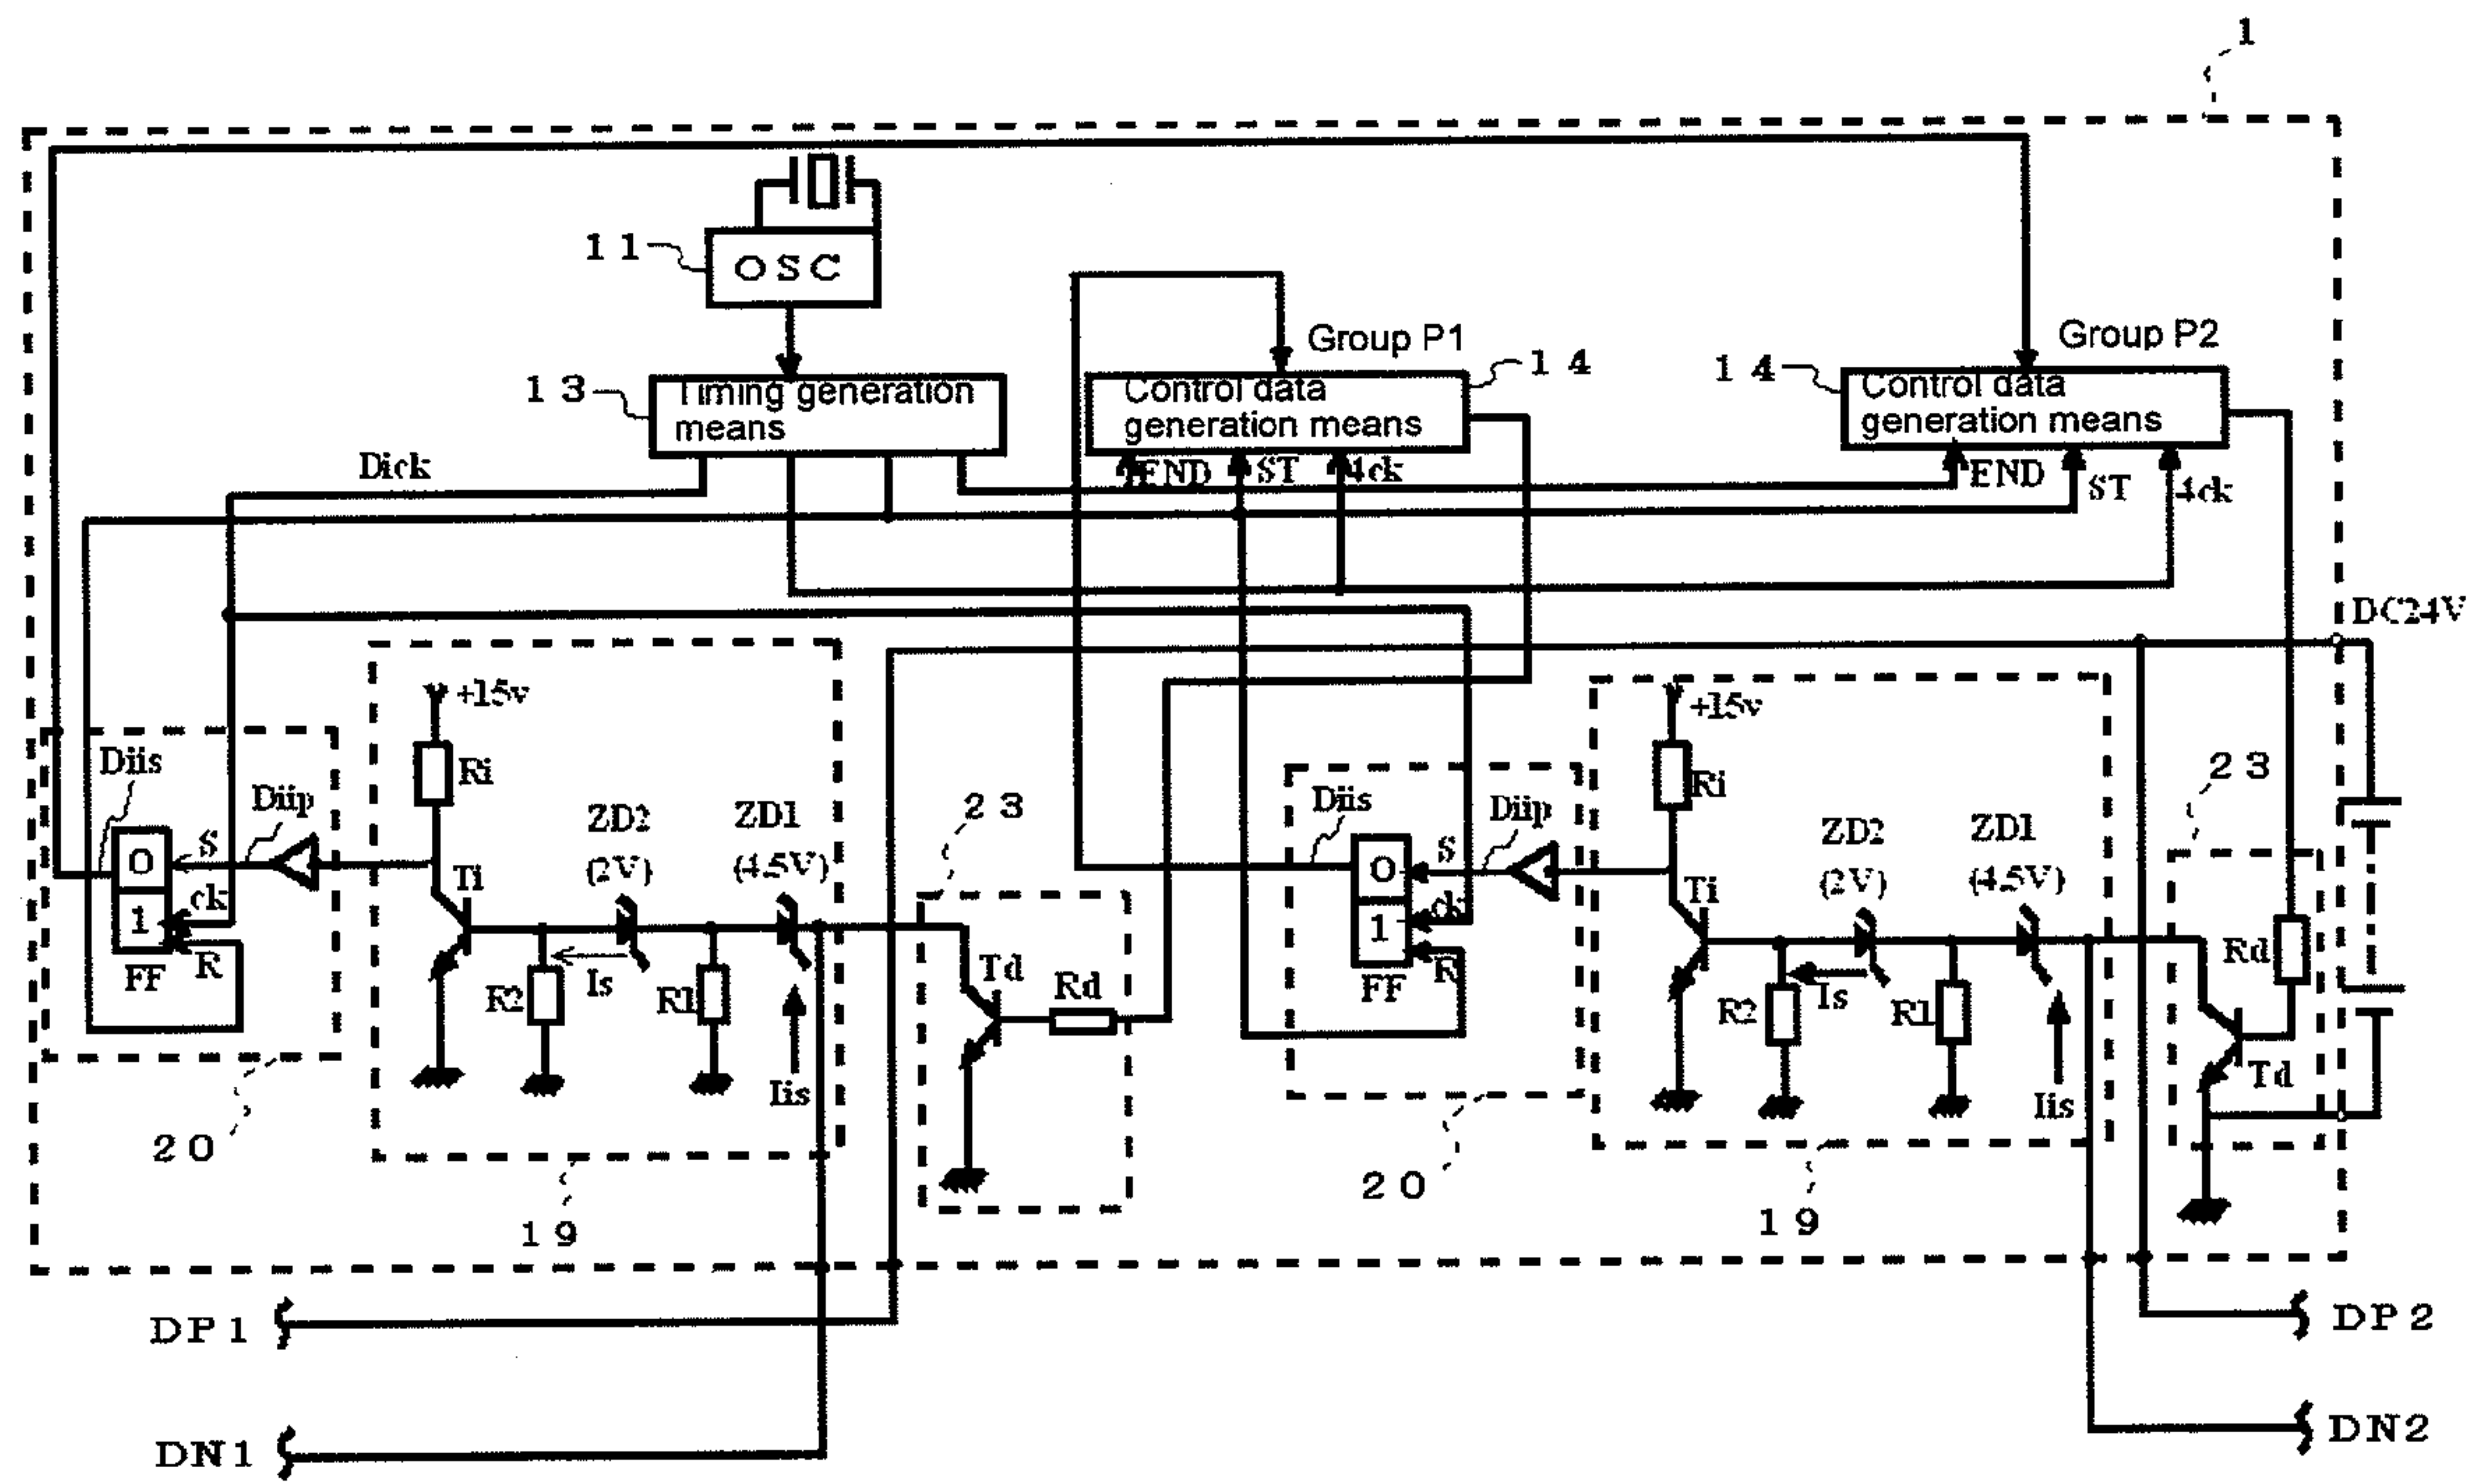 1
11
OSC
Group P1
Group P2
13
Timing generation
means
Control data
generation means
14
14
Control data
generation means
Dick
END
ST
4ck
END
ST
4ck
DC24V
+15v
+15v
Diis
Diip
Ri
23
Diis
Diip
Ri
23
ZD2
(2V)
ZD1
(4.5V)
ZD2
(2V)
ZD1
(4.5V)
0
S
ck
1
R
FF
Ti
0
S
ck
1
R
FF
Ti
R2
Is
R1
Iis
Td
Rd
R2
Is
R1
Iis
Rd
Td
20
19
20
19
DP1
DP2
DN1
DN2